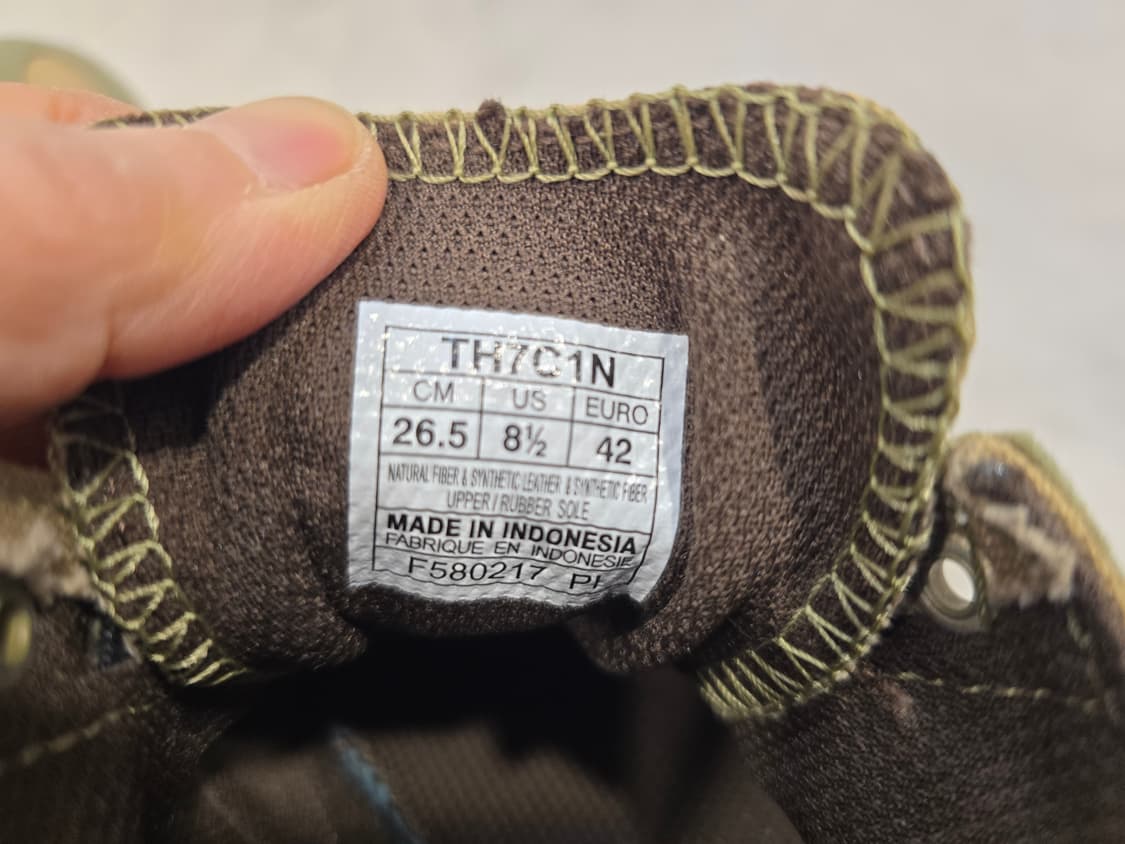 TH7C1N
CM US EURO
26.5 8½ 42
NATURAL FIBER & SYNTHETIC LEATHER & SYNTHETIC FIBER
UPPER / RUBBER SOLE
MADE IN INDONESIA
FABRIQUE EN INDONESIE
F580217